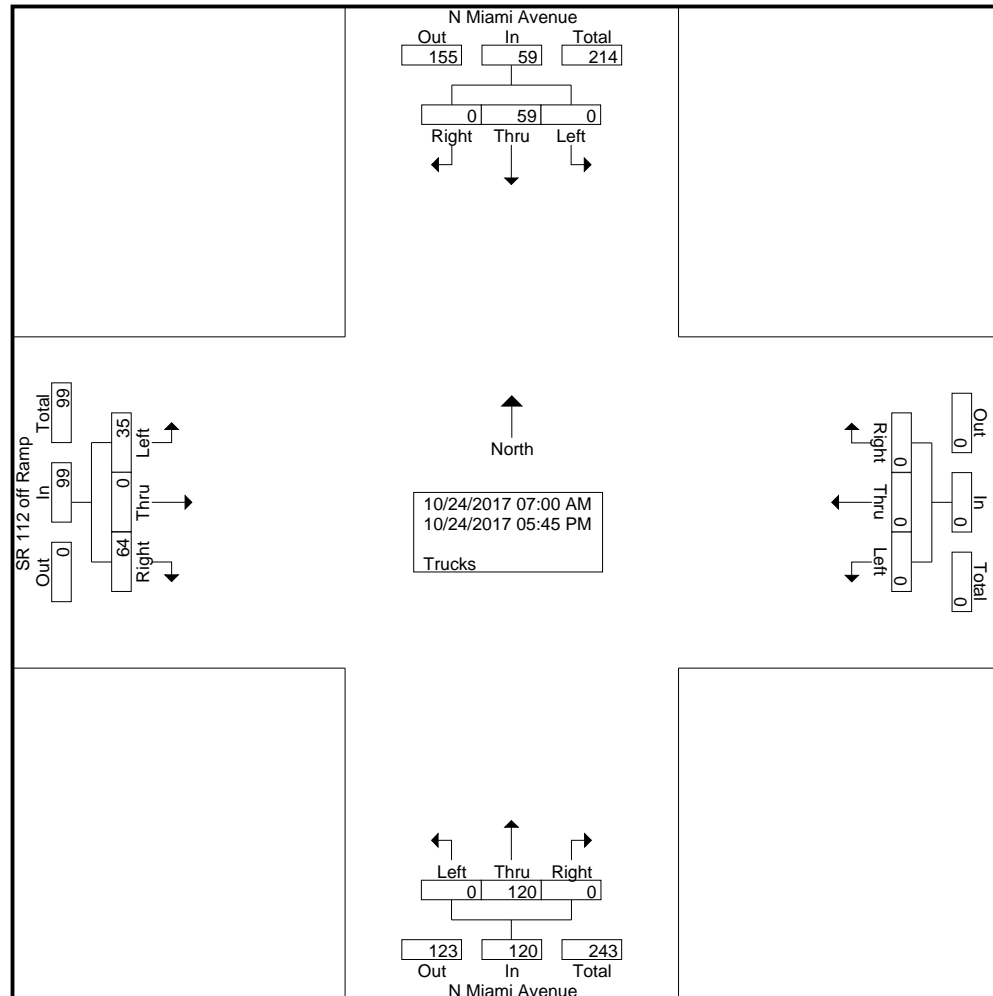 N Miami Avenue
Out In Total
155 59 214
0 59 0
Right Thru Left
SR 112 off Ramp
Total In Out
99 99 0
35 0 64
Left Thru Right
North
10/24/2017 07:00 AM
10/24/2017 05:45 PM
Trucks
Right Thru Left
0 0 0
Out In Total
0 0 0
Left Thru Right
0 120 0
123 120 243
Out In Total
N Miami Avenue